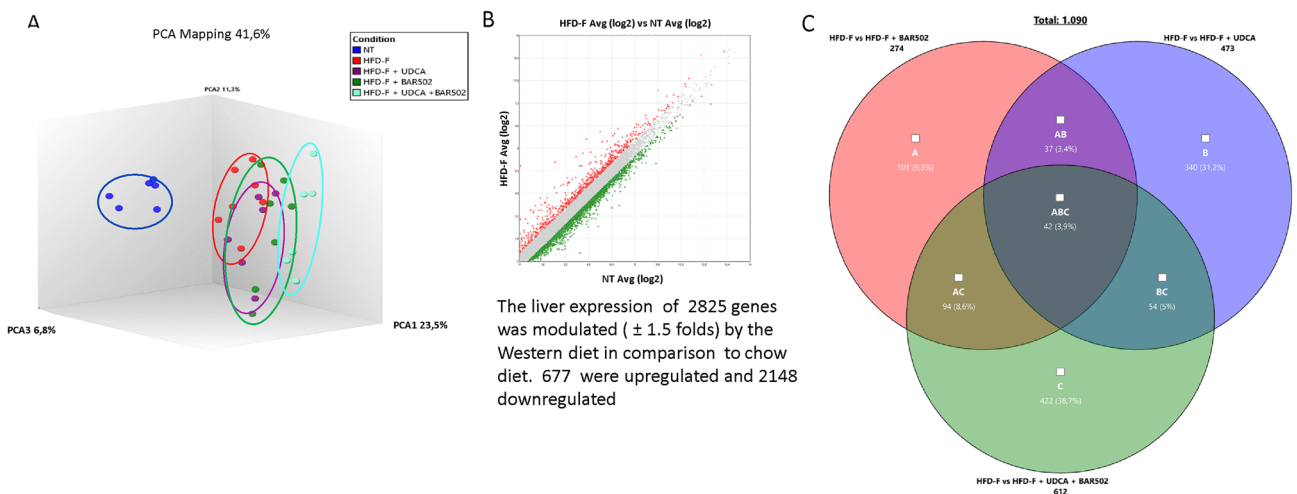 A
PCA Mapping 41,6%
Condition
NT
HFD-F
HFD-F + UDCA
HFD-F + BAR502
HFD-F + UDCA +BAR502
PCA2 11,3%
PCA3 6,8%
PCA1 23,5%
B
HFD-F Avg (log2) vs NT Avg (log2)
HFD-F Avg (log2)
NT Avg (log2)
The liver expression of 2825 genes
was modulated ( ± 1.5 folds) by the
Western diet in comparison to chow
diet. 677 were upregulated and 2148
downregulated
C
Total: 1.090
HFD-F vs HFD-F + BAR502
274
HFD-F vs HFD-F + UDCA
473
A
101 (9,3%)
AB
37 (3,4%)
B
340 (31,2%)
ABC
42 (3,9%)
AC
94 (8,6%)
BC
54 (5%)
C
422 (38,7%)
HFD-F vs HFD-F + UDCA + BAR502
612